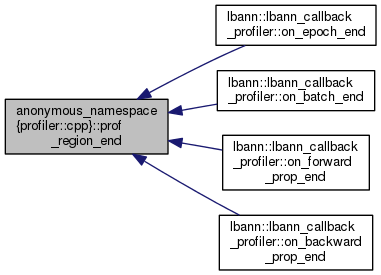 lbann::lbann_callback
_profiler::on_epoch_end
lbann::lbann_callback
_profiler::on_batch_end
anonymous_namespace
{profiler::cpp}::prof
_region_end
lbann::lbann_callback
_profiler::on_forward
_prop_end
lbann::lbann_callback
_profiler::on_backward
_prop_end